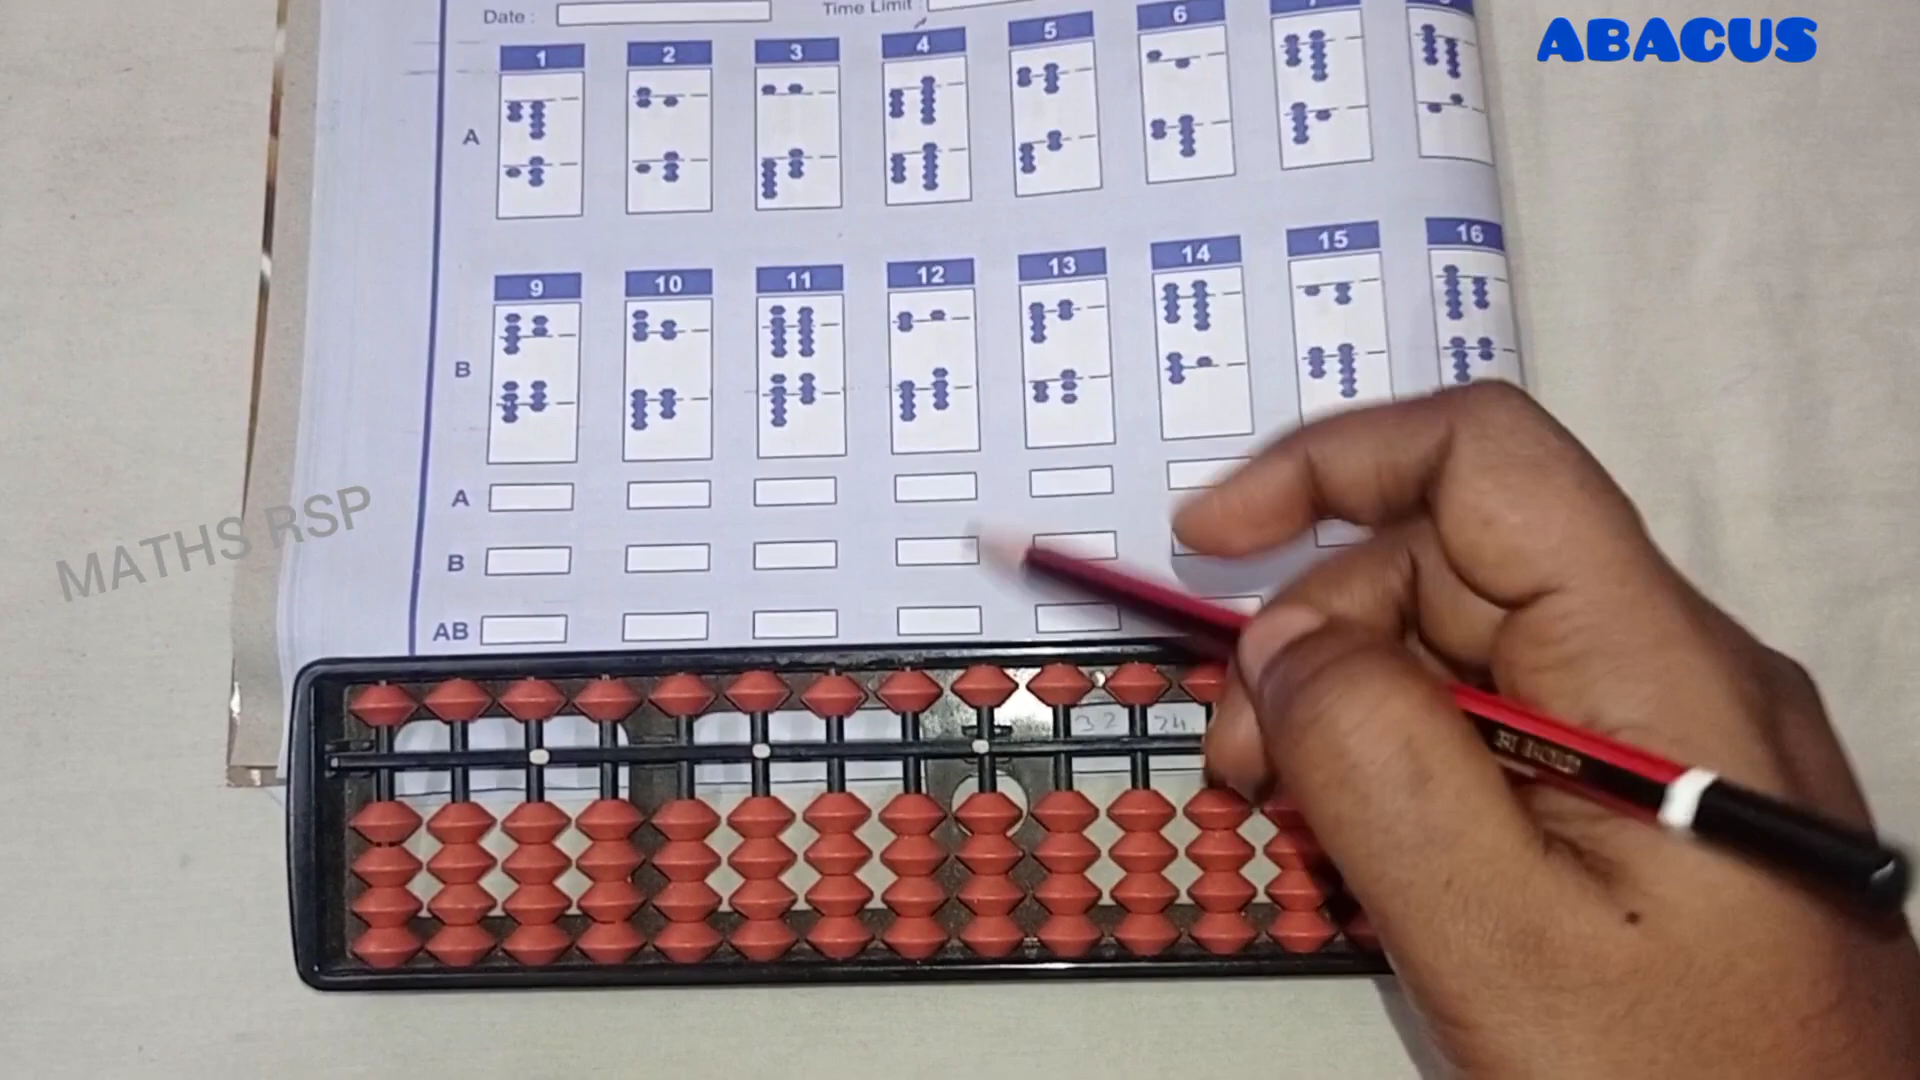 ABACUS
Date :
Time Limit :
1 2 3 4 5 6
A
9 10 11 12 13 14 15 16
B
A
B
AB
MATHS RSP
32 24